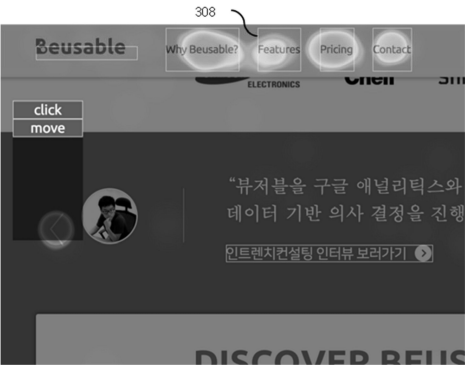 308
Beusable
Why Beusable? Features Pricing Contact
ELECTRONICS
Cheil
click
move
“뷰저블을 구글 애널리틱스와
데이터 기반 의사 결정을 진행
인트렌치컨설팅 인터뷰 보러가기
DISCOVER BEUS